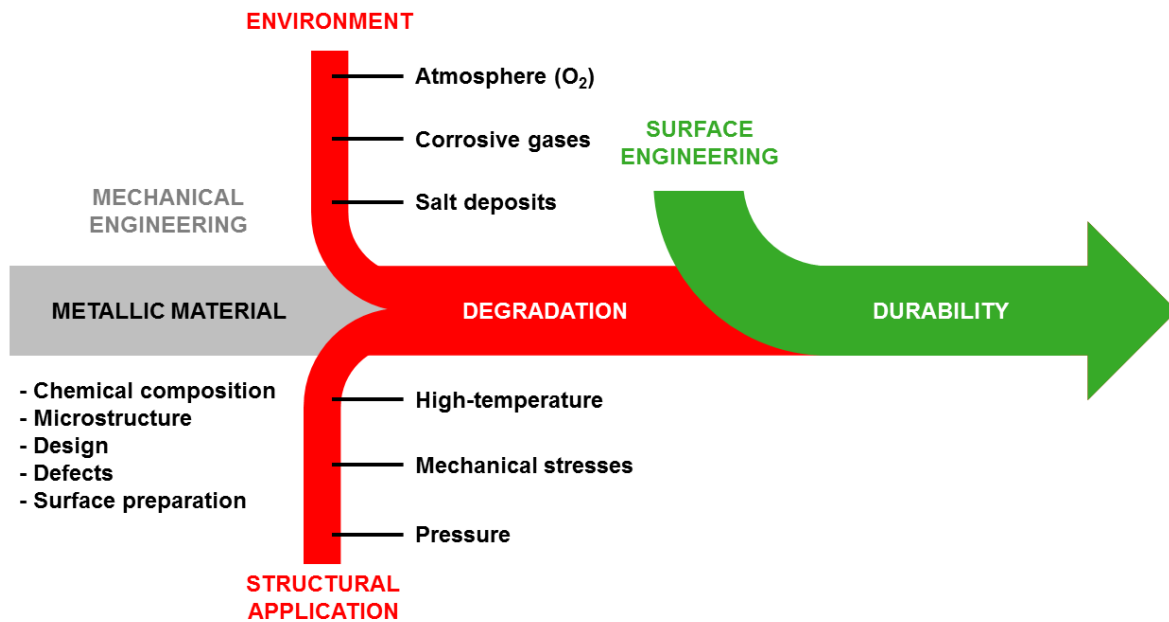 ENVIRONMENT
Atmosphere (O₂)
Corrosive gases
Salt deposits
SURFACE
ENGINEERING
MECHANICAL
ENGINEERING
METALLIC MATERIAL
DEGRADATION
DURABILITY
- Chemical composition
- Microstructure
- Design
- Defects
- Surface preparation
High-temperature
Mechanical stresses
Pressure
STRUCTURAL
APPLICATION